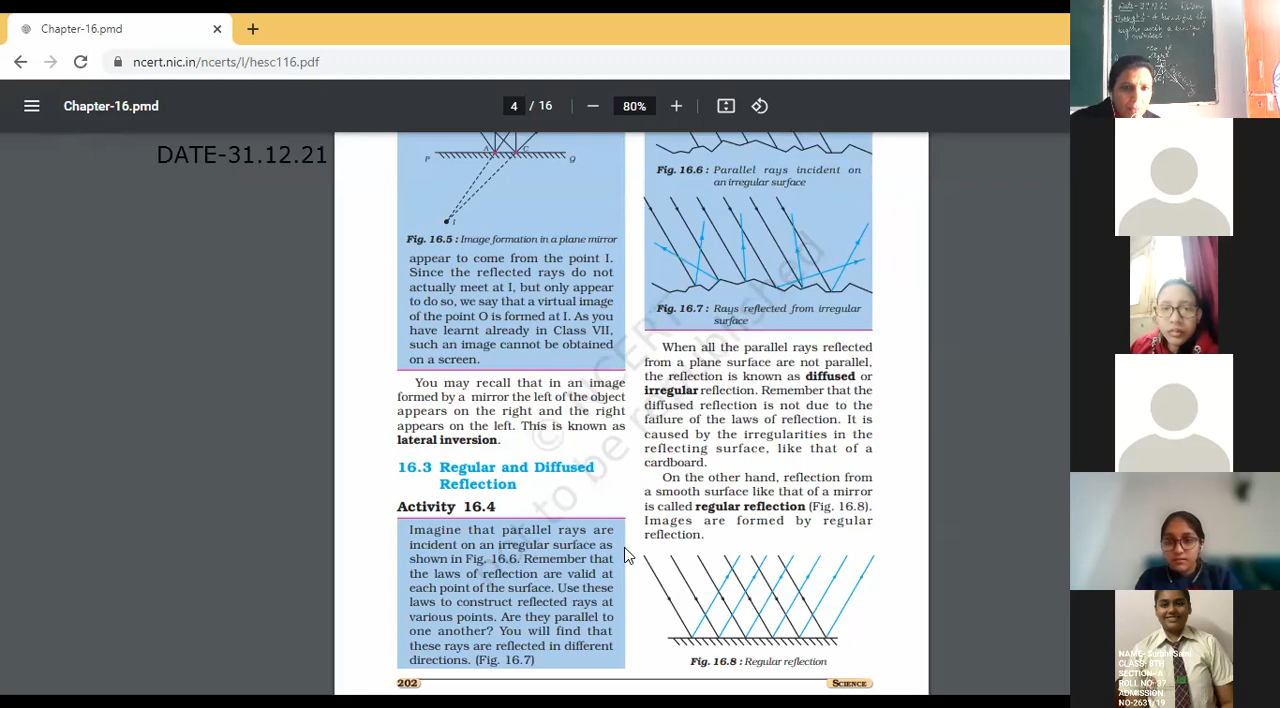 Chapter-16.pmd
ncert.nic.in/ncerts/l/hesc116.pdf
Chapter-16.pmd
4 / 16
80%
DATE-31.12.21
P A C Q
I
Fig. 16.5 : Image formation in a plane mirror
appear to come from the point I.
Since the reflected rays do not
actually meet at I, but only appear
to do so, we say that a virtual image
of the point O is formed at I. As you
have learnt already in Class VII,
such an image cannot be obtained
on a screen.
You may recall that in an image
formed by a mirror the left of the object
appears on the right and the right
appears on the left. This is known as
lateral inversion.
16.3 Regular and Diffused
Reflection
Activity 16.4
Imagine that parallel rays are
incident on an irregular surface as
shown in Fig. 16.6. Remember that
the laws of reflection are valid at
each point of the surface. Use these
laws to construct reflected rays at
various points. Are they parallel to
one another? You will find that
these rays are reflected in different
directions. (Fig. 16.7)
202
Fig. 16.6 : Parallel rays incident on
an irregular surface
Fig. 16.7 : Rays reflected from irregular
surface
When all the parallel rays reflected
from a plane surface are not parallel,
the reflection is known as diffused or
irregular reflection. Remember that the
diffused reflection is not due to the
failure of the laws of reflection. It is
caused by the irregularities in the
reflecting surface, like that of a
cardboard.
On the other hand, reflection from
a smooth surface like that of a mirror
is called regular reflection (Fig. 16.8).
Images are formed by regular
reflection.
Fig. 16.8 : Regular reflection
SCIENCE
© NCERT
not to be republished
CLASS- 8TH
SECTION-A
ROLL NO- 37
ADMISSION
NO-2631/19